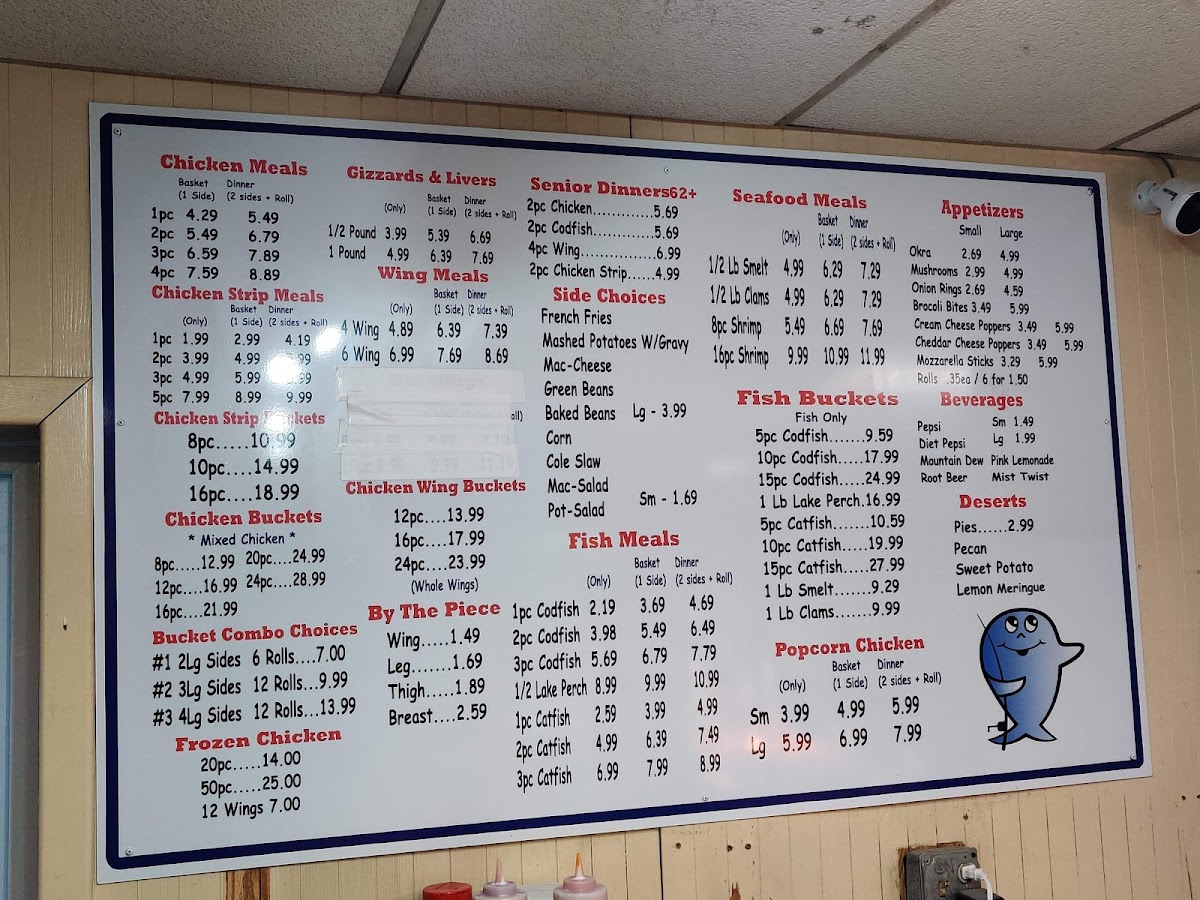 Chicken Meals
Basket Dinner
(1 Side) (2 sides + Roll)
1pc 4.29 5.49
2pc 5.49 6.79
3pc 6.59 7.89
4pc 7.59 8.89
Chicken Strip Meals
Basket Dinner
(Only) (1 Side) (2 sides + Roll)
1pc 1.99 2.99 4.19
2pc 3.99 4.99
3pc 4.99 5.99
5pc 7.99 8.99 9.99
Chicken Strip Buckets
8pc.....10.99
10pc....14.99
16pc....18.99
Chicken Buckets
* Mixed Chicken *
8pc.....12.99 20pc....24.99
12pc....16.99 24pc....28.99
16pc....21.99
Bucket Combo Choices
#1 2Lg Sides 6 Rolls....7.00
#2 3Lg Sides 12 Rolls...9.99
#3 4Lg Sides 12 Rolls...13.99
Frozen Chicken
20pc.....14.00
50pc.....25.00
12 Wings 7.00
Gizzards & Livers
Basket Dinner
(Only) (1 Side) (2 sides + Roll)
1/2 Pound 3.99 5.39 6.69
1 Pound 4.99 6.39 7.69
Wing Meals
Basket Dinner
(Only) (1 Side) (2 sides + Roll)
4 Wing 4.89 6.39 7.39
6 Wing 6.99 7.69 8.69
Chicken Wing Buckets
12pc....13.99
16pc....17.99
24pc....23.99
(Whole Wings)
By The Piece
Wing.....1.49
Leg.......1.69
Thigh.....1.89
Breast....2.59
Senior Dinners62+
2pc Chicken.............5.69
2pc Codfish.............5.69
4pc Wing................6.99
2pc Chicken Strip......4.99
Side Choices
French Fries
Mashed Potatoes W/Gravy
Mac-Cheese
Green Beans
Baked Beans Lg - 3.99
Corn
Cole Slaw
Mac-Salad
Pot-Salad Sm - 1.69
Fish Meals
Basket Dinner
(Only) (1 Side) (2 sides + Roll)
1pc Codfish 2.19 3.69 4.69
2pc Codfish 3.98 5.49 6.49
3pc Codfish 5.69 6.79 7.79
1/2 Lake Perch 8.99 9.99 10.99
1pc Catfish 2.59 3.99 4.99
2pc Catfish 4.99 6.39 7.49
3pc Catfish 6.99 7.99 8.99
Seafood Meals
Basket Dinner
(Only) (1 Side) (2 sides + Roll)
1/2 Lb Smelt 4.99 6.29 7.29
1/2 Lb Clams 4.99 6.29 7.29
8pc Shrimp 5.49 6.69 7.69
16pc Shrimp 9.99 10.99 11.99
Fish Buckets
Fish Only
5pc Codfish.......9.59
10pc Codfish.....17.99
15pc Codfish.....24.99
1 Lb Lake Perch.16.99
5pc Catfish.......10.59
10pc Catfish.....19.99
15pc Catfish.....27.99
1 Lb Smelt.......9.29
1 Lb Clams.......9.99
Popcorn Chicken
Basket Dinner
(Only) (1 Side) (2 sides + Roll)
Sm 3.99 4.99 5.99
Lg 5.99 6.99 7.99
Appetizers
Small Large
Okra 2.69 4.99
Mushrooms 2.99 4.99
Onion Rings 2.69 4.59
Brocoli Bites 3.49 5.99
Cream Cheese Poppers 3.49 5.99
Cheddar Cheese Poppers 3.49 5.99
Mozzarella Sticks 3.29 5.99
Rolls .35ea / 6 for 1.50
Beverages
Pepsi Sm 1.49
Diet Pepsi Lg 1.99
Mountain Dew Pink Lemonade
Root Beer Mist Twist
Deserts
Pies......2.99
Pecan
Sweet Potato
Lemon Meringue